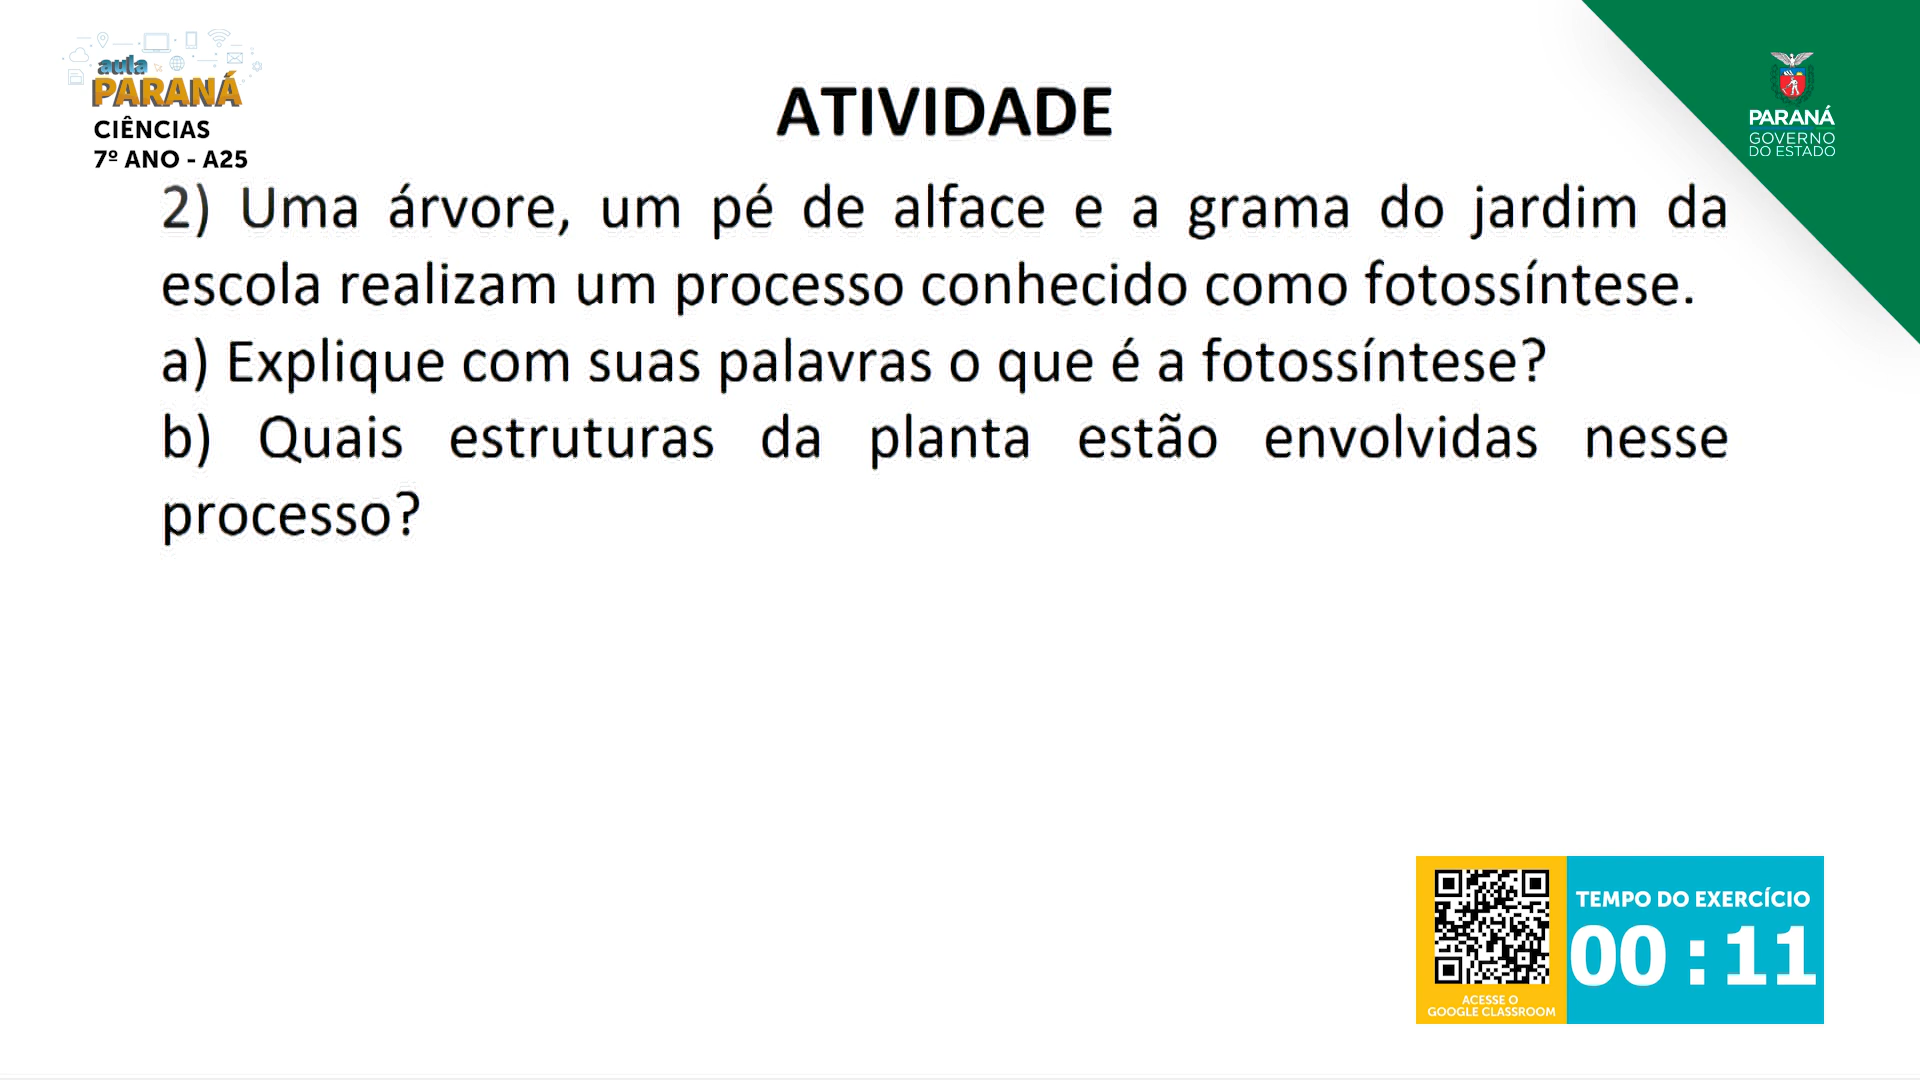 aula
PARANÁ
CIÊNCIAS
7º ANO - A25
PARANÁ
GOVERNO
DO ESTADO
ATIVIDADE
2) Uma árvore, um pé de alface e a grama do jardim da
escola realizam um processo conhecido como fotossíntese.
a) Explique com suas palavras o que é a fotossíntese?
b) Quais estruturas da planta estão envolvidas nesse
processo?
ACESSE O
GOOGLE CLASSROOM
TEMPO DO EXERCÍCIO
00:11